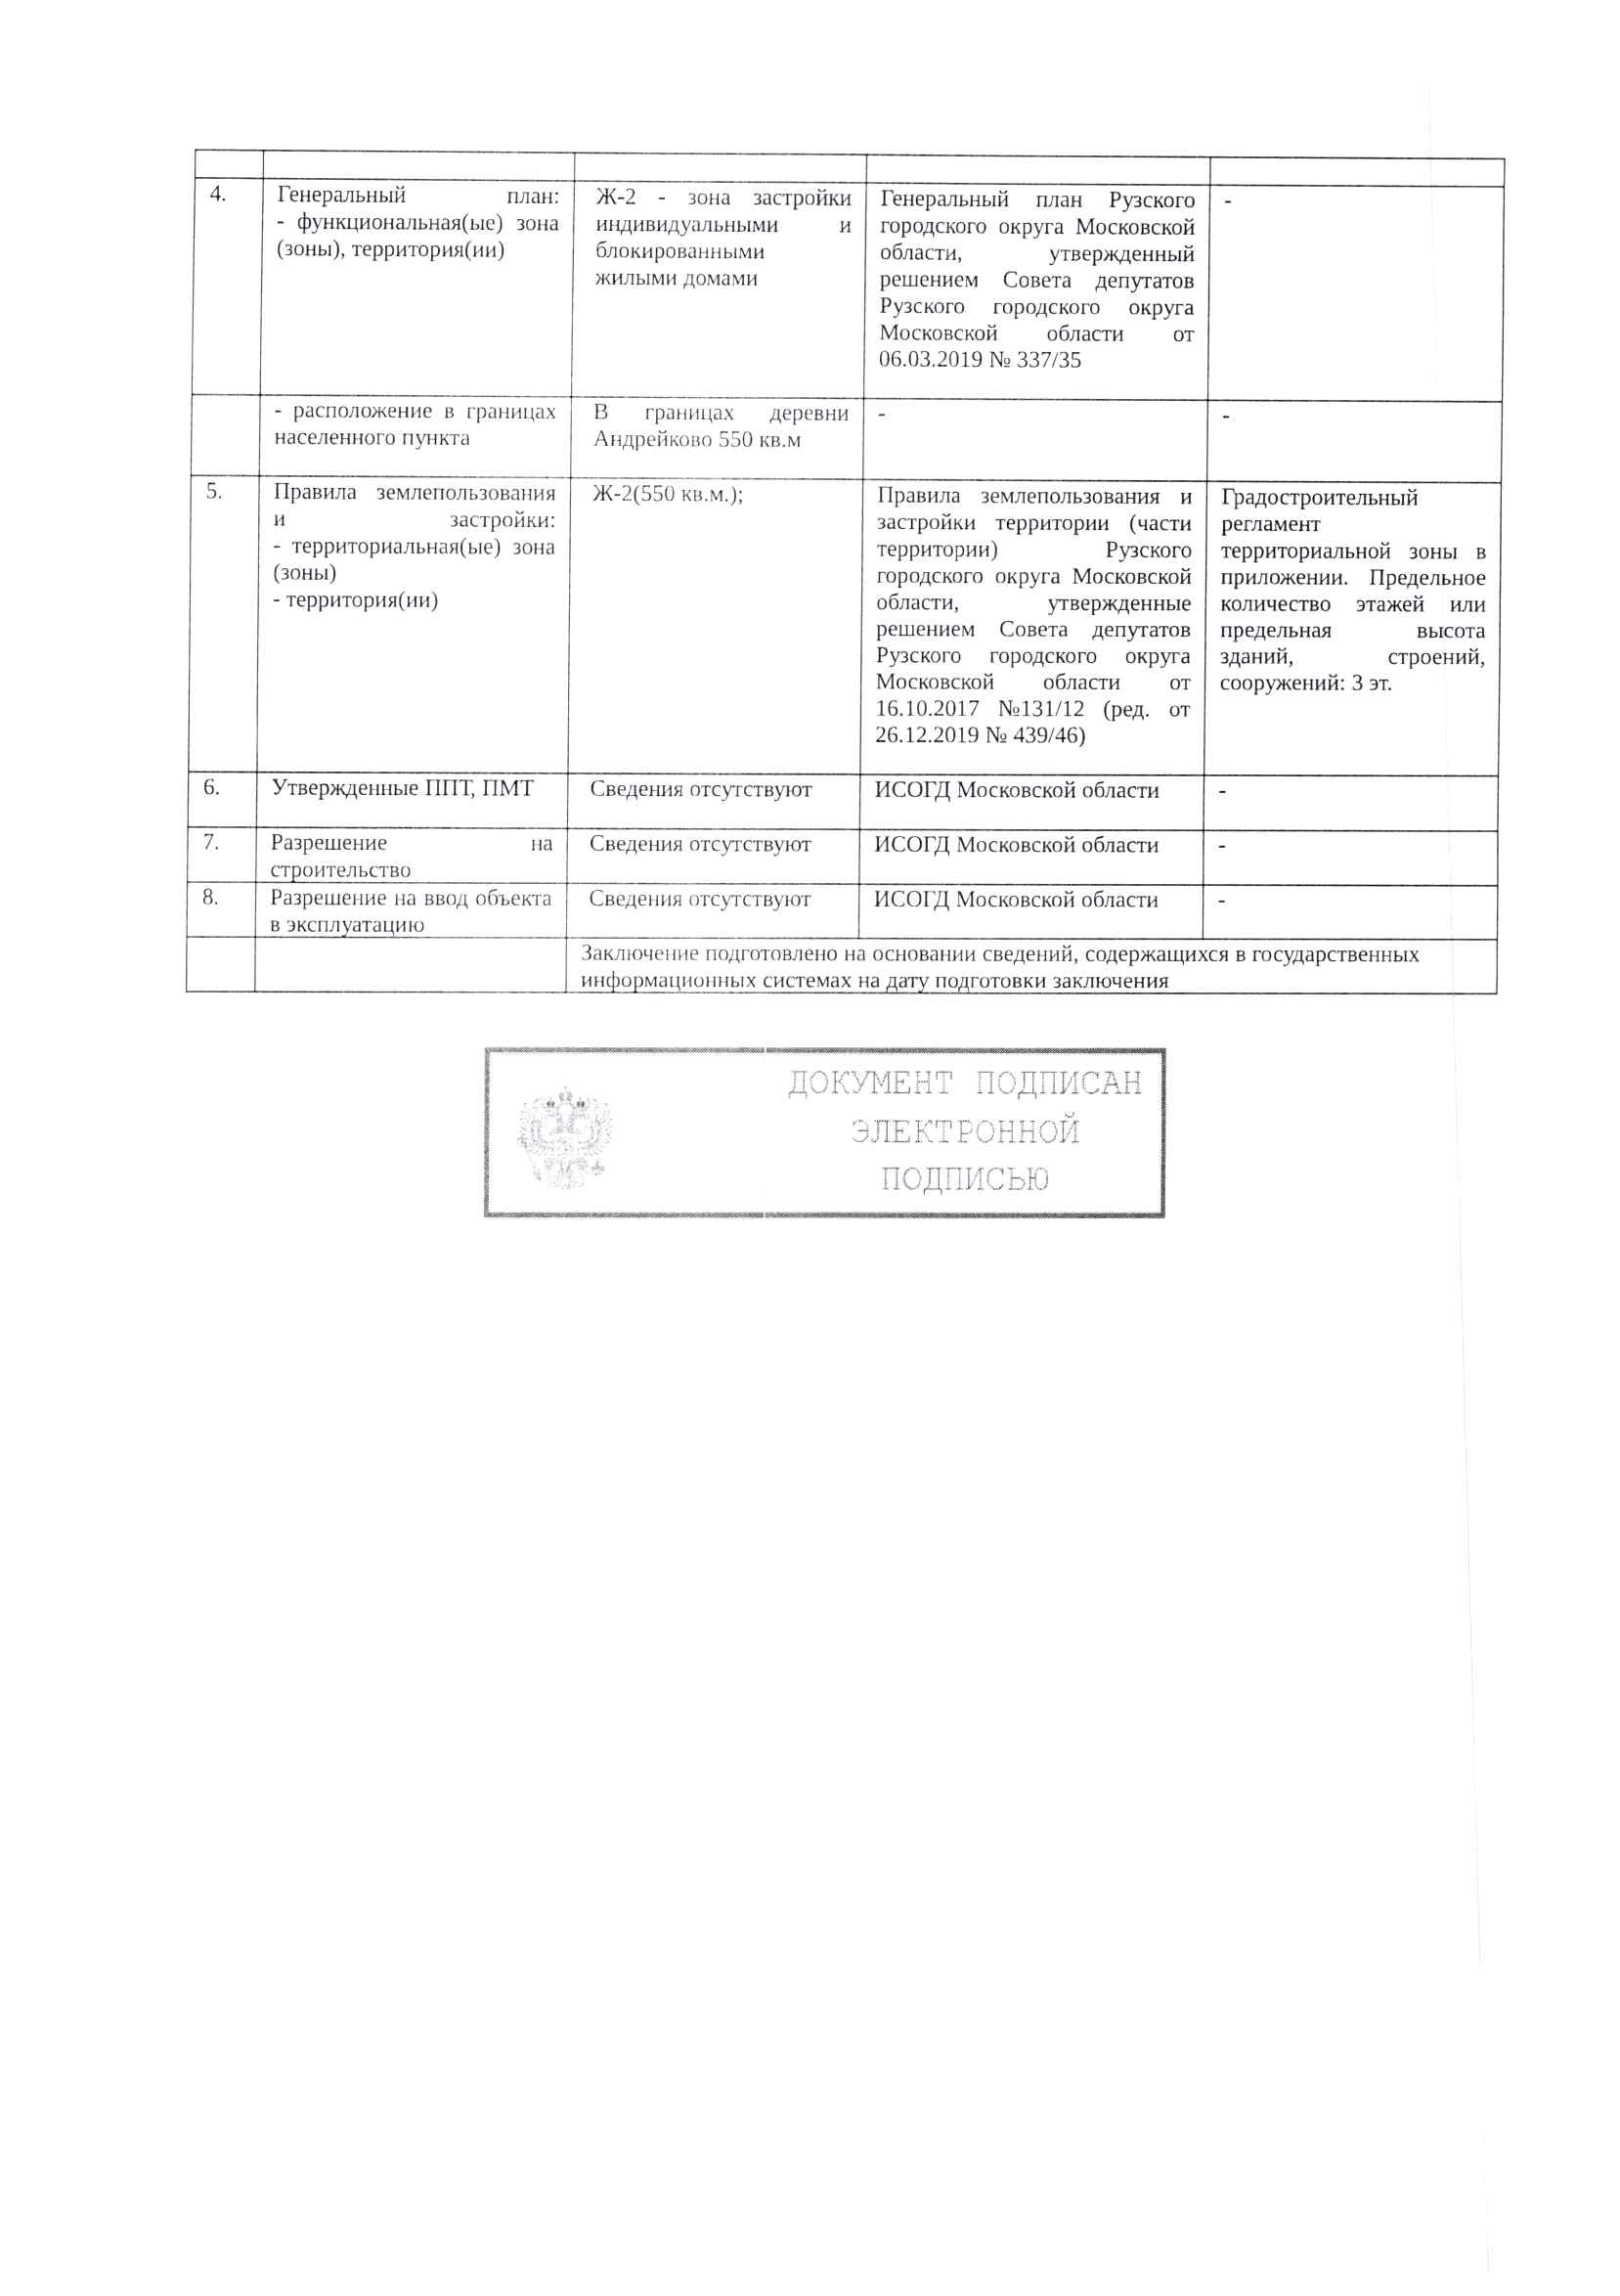 4.
Генеральный план:
- функциональная(ые) зона
(зоны), территория(ии)
Ж-2 - зона застройки
индивидуальными и
блокированными
жилыми домами
Генеральный план Рузского
городского округа Московской
области, утвержденный
решением Совета депутатов
Рузского городского округа
Московской области от
06.03.2019 № 337/35
-
- расположение в границах
населенного пункта
В границах деревни
Андрейково 550 кв.м
-
-
5.
Правила землепользования
и застройки:
- территориальная(ые) зона
(зоны)
- территория(ии)
Ж-2(550 кв.м.);
Правила землепользования и
застройки территории (части
территории) Рузского
городского округа Московской
области, утвержденные
решением Совета депутатов
Рузского городского округа
Московской области от
16.10.2017 №131/12 (ред. от
26.12.2019 № 439/46)
Градостроительный
регламент
территориальной зоны в
приложении. Предельное
количество этажей или
предельная высота
зданий, строений,
сооружений: 3 эт.
6.
Утвержденные ППТ, ПМТ
Сведения отсутствуют
ИСОГД Московской области
-
7.
Разрешение на
строительство
Сведения отсутствуют
ИСОГД Московской области
-
8.
Разрешение на ввод объекта
в эксплуатацию
Сведения отсутствуют
ИСОГД Московской области
-
Заключение подготовлено на основании сведений, содержащихся в государственных
информационных системах на дату подготовки заключения
ДОКУМЕНТ ПОДПИСАН
ЭЛЕКТРОННОЙ
ПОДПИСЬЮ